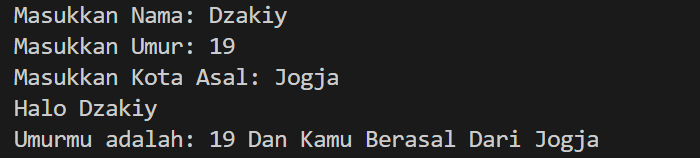 Masukkan Nama: Dzakiy
Masukkan Umur: 19
Masukkan Kota Asal: Jogja
Halo Dzakiy
Umurmu adalah: 19 Dan Kamu Berasal Dari Jogja